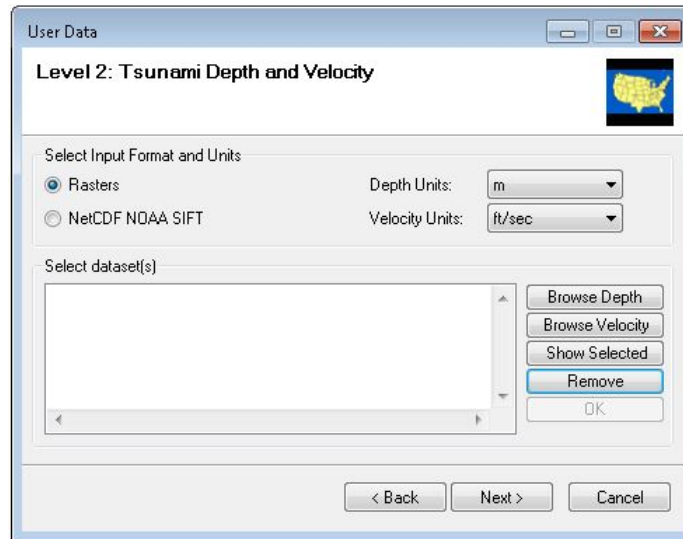 User Data
Level 2: Tsunami Depth and Velocity
Select Input Format and Units
Rasters
Depth Units: m
NetCDF NOAA SIFT
Velocity Units: ft/sec
Select dataset(s)
Browse Depth
Browse Velocity
Show Selected
Remove
OK
< Back Next > Cancel